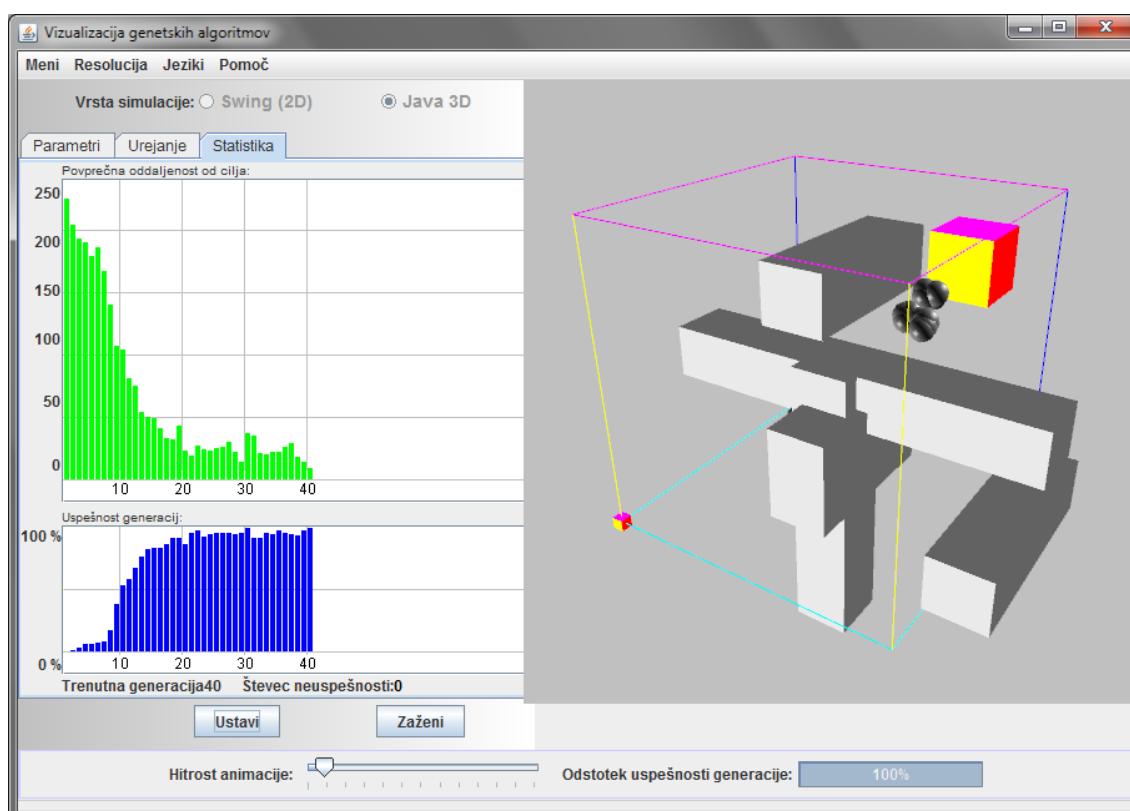 Vizualizacija genetskih algoritmov
Meni Resolucija Jeziki Pomoč
Vrsta simulacije: Swing (2D) Java 3D
Parametri Urejanje Statistika
Povprečna oddaljenost od cilja:
250
200
150
100
50
0
10 20 30 40
Uspešnost generacij:
100 %
0 %
10 20 30 40
Trenutna generacija40 Števec neuspešnosti:0
Ustavi Zaženi
Hitrost animacije: Odstotek uspešnosti generacije: 100%